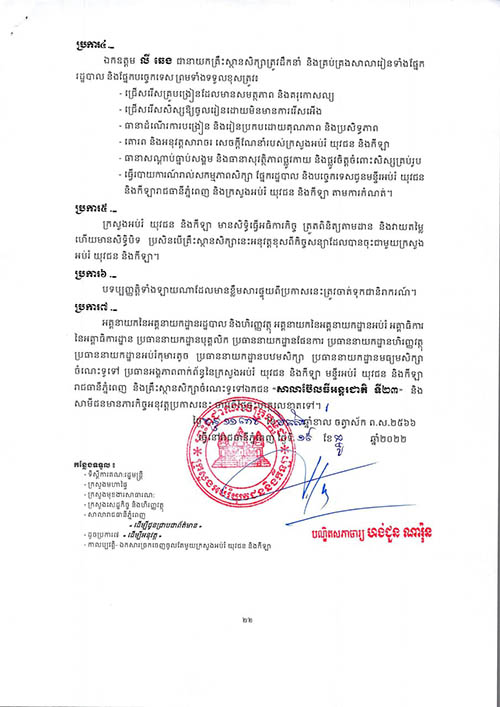 ប្រការ៤ .-
ឯកឧត្តម លី ឆេង ជានាយកគ្រឹះស្ថានសិក្សាត្រូវដឹកនាំ និងគ្រប់គ្រងសាលារៀនទាំងផ្នែក
រដ្ឋបាល និងផ្នែកបច្ចេកទេស ព្រមទាំងទទួលខុសត្រូវ៖
- ជ្រើសរើសគ្រូបង្រៀនដែលមានសមត្ថភាព និងគរុកោសល្យ
- ជ្រើសរើសសិស្សឱ្យចូលរៀនដោយមិនមានការរើសអើង
- ធានាដំណើរការបង្រៀន និងរៀនប្រកបដោយគុណភាព និងប្រសិទ្ធភាព
- គោរព និងអនុវត្តសារាចរ សេចក្ដីណែនាំរបស់ក្រសួងអប់រំ យុវជន និងកីឡា
- ធានាសណ្ដាប់ធ្នាប់សង្គម និងធានាសុវត្ថិភាពផ្លូវកាយ និងផ្លូវចិត្តចំពោះសិស្សគ្រប់រូប
- ធ្វើរបាយការណ៍រាល់សកម្មភាពសិក្សា ផ្នែករដ្ឋបាល និងបច្ចេកទេសជូនមន្ទីរអប់រំ យុវជន
និងកីឡារាជធានីភ្នំពេញ និងក្រសួងអប់រំ យុវជន និងកីឡា តាមការកំណត់។
ប្រការ៥ .-
ក្រសួងអប់រំ យុវជន និងកីឡា មានសិទ្ធិធ្វើអធិការកិច្ច ត្រួតពិនិត្យតាមដាន និងវាយតម្លៃ
ហើយមានសិទ្ធិបិទ ប្រសិនបើគ្រឹះស្ថានសិក្សានេះអនុវត្តខុសពីកិច្ចសន្យាដែលបានចុះជាមួយក្រសួង
អប់រំ យុវជន និងកីឡា។
ប្រការ៦ .-
បទប្បញ្ញត្តិទាំងឡាយណាដែលមានខ្លឹមសារផ្ទុយពីប្រកាសនេះត្រូវចាត់ទុកជានិរាករណ៍។
ប្រការ៧ .-
អគ្គនាយកនៃអគ្គនាយកដ្ឋានរដ្ឋបាល និងហិរញ្ញវត្ថុ អគ្គនាយកនៃអគ្គនាយកដ្ឋានអប់រំ អគ្គាធិការ
នៃអគ្គាធិការដ្ឋាន ប្រធាននាយកដ្ឋានបុគ្គលិក ប្រធាននាយកដ្ឋានផែនការ ប្រធាននាយកដ្ឋានហិរញ្ញវត្ថុ
ប្រធាននាយកដ្ឋានអប់រំកុមារតូច ប្រធាននាយកដ្ឋានបឋមសិក្សា ប្រធាននាយកដ្ឋានមធ្យមសិក្សា
ចំណេះទូទៅ ប្រធានអង្គភាពពាក់ព័ន្ធនៃក្រសួងអប់រំ យុវជន និងកីឡា មន្ទីរអប់រំ យុវជន និងកីឡា
រាជធានីភ្នំពេញ និងគ្រឹះស្ថានសិក្សាចំណេះទូទៅឯកជន “សាលាប៊ែលធីអន្តរជាតិ ទី២៣” និង
សាមីជនមានភារកិច្ចអនុវត្តប្រកាសនេះ
ឆ្នាំខាល ចត្វាស័ក ព.ស.២៥៦៦
ធ្វើនៅរាជធានីភ្នំពេញ ថ្ងៃទី ខែ ឆ្នាំ២០២២
កន្លែងទទួល ៖
- ទីស្តីការគណៈរដ្ឋមន្ត្រី
- ក្រសួងមហាផ្ទៃ
- ក្រសួងមុខងារសាធារណៈ
- ក្រសួងសេដ្ឋកិច្ច និងហិរញ្ញវត្ថុ
- សាលារាជធានីភ្នំពេញ
“ ដើម្បីជូនជ្រាបជាព័ត៌មាន ”
- ដូចប្រការ៧ “ ដើម្បីអនុវត្ត ”
- កាលប្បវត្តិ- ឯកសារ
បណ្ឌិតសភាចារ្យ ហង់ជួន ណារ៉ុន
២២